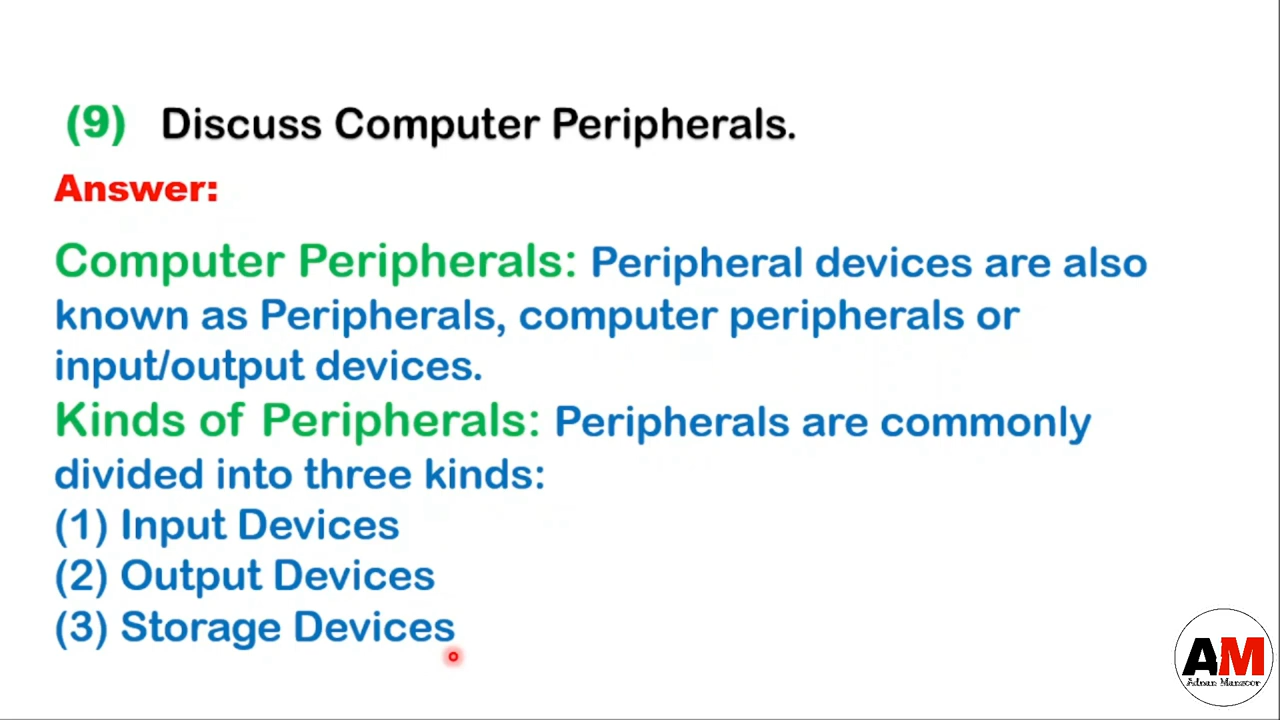 (9) Discuss Computer Peripherals.
Answer:
Computer Peripherals: Peripheral devices are also
known as Peripherals, computer peripherals or
input/output devices.
Kinds of Peripherals: Peripherals are commonly
divided into three kinds:
(1) Input Devices
(2) Output Devices
(3) Storage Devices
AM
Adnan Mansoor